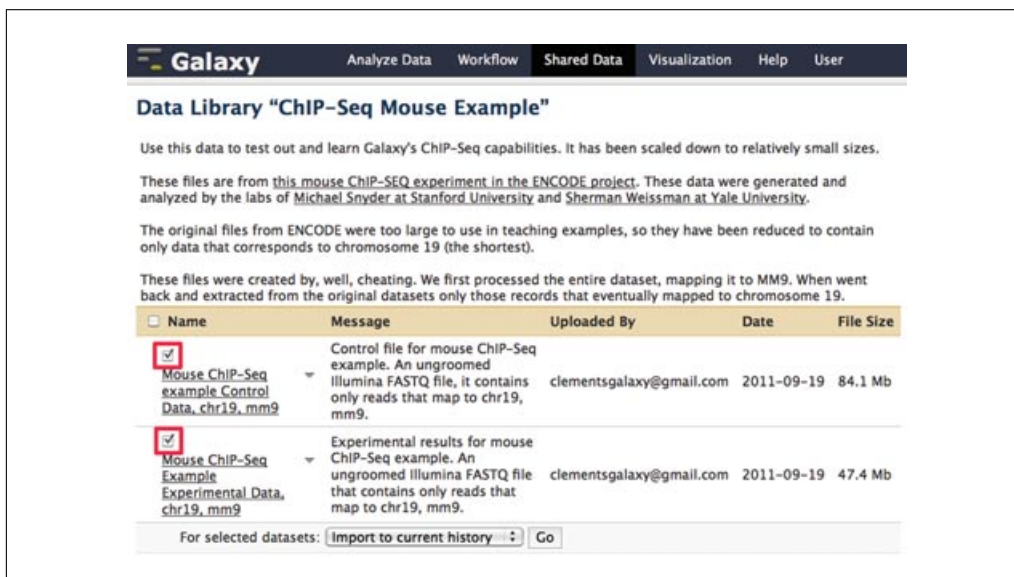 Galaxy Analyze Data Workflow Shared Data Visualization Help User
Data Library “ChIP-Seq Mouse Example”
Use this data to test out and learn Galaxy's ChIP-Seq capabilities. It has been scaled down to relatively small sizes.
These files are from this mouse ChIP-SEQ experiment in the ENCODE project. These data were generated and
analyzed by the labs of Michael Snyder at Stanford University and Sherman Weissman at Yale University.
The original files from ENCODE were too large to use in teaching examples, so they have been reduced to contain
only data that corresponds to chromosome 19 (the shortest).
These files were created by, well, cheating. We first processed the entire dataset, mapping it to MM9. When went
back and extracted from the original datasets only those records that eventually mapped to chromosome 19.
Name Message Uploaded By Date File Size
Mouse ChIP-Seq
example Control
Data, chr19, mm9
Control file for mouse ChIP-Seq
example. An ungroomed
Illumina FASTQ file, it contains
only reads that map to chr19,
mm9.
clementsgalaxy@gmail.com 2011-09-19 84.1 Mb
Mouse ChIP-Seq
Example
Experimental Data,
chr19, mm9
Experimental results for mouse
ChIP-Seq example. An
ungroomed Illumina FASTQ file
that contains only reads that
map to chr19, mm9.
clementsgalaxy@gmail.com 2011-09-19 47.4 Mb
For selected datasets: Import to current history Go